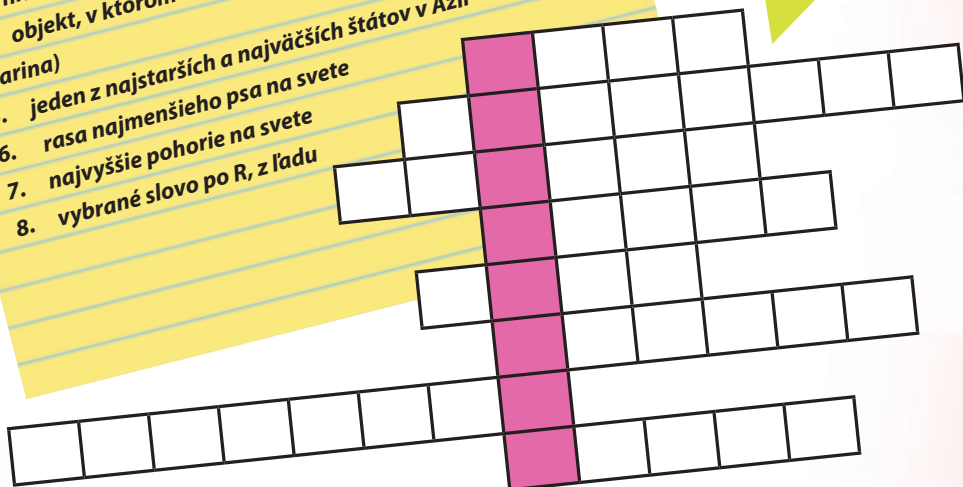 objekt, v ktorom
arina)
. jeden z najstarších a najväčších štátov v Ázii
6. rasa najmenšieho psa na svete
7. najvyššie pohorie na svete
8. vybrané slovo po R, z ľadu